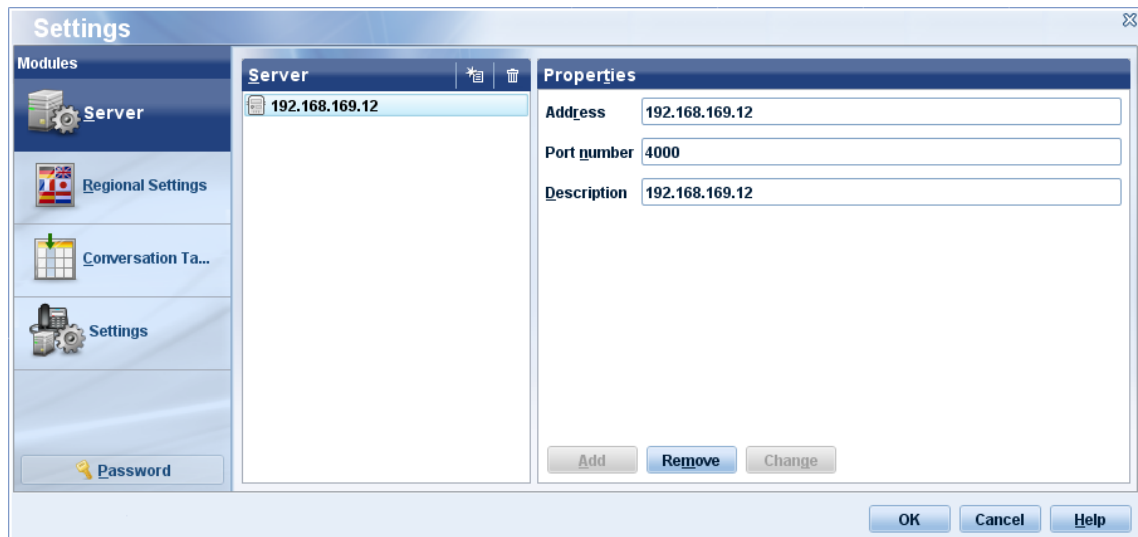 Settings
Modules
Server
Regional Settings
Conversation Ta...
Settings
Password
Server
192.168.169.12
Properties
Address 192.168.169.12
Port number 4000
Description 192.168.169.12
Add Remove Change
OK Cancel Help